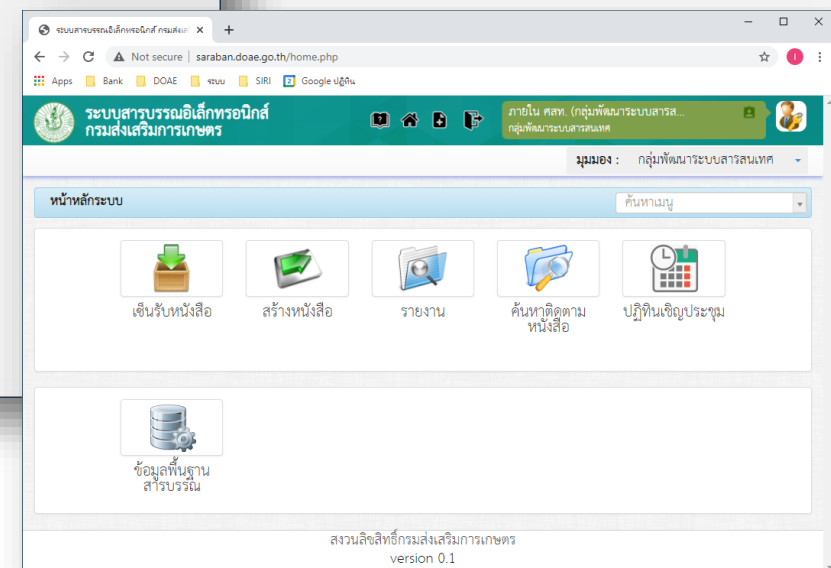 ระบบสารบรรณอิเล็กทรอนิกส์ กรมส่งเส
Not secure | saraban.doae.go.th/home.php
Apps Bank DOAE ระบบ SIRI Google ปฏิทิน
ระบบสารบรรณอิเล็กทรอนิกส์
กรมส่งเสริมการเกษตร
ภายใน ศสท. (กลุ่มพัฒนาระบบสารส...
กลุ่มพัฒนาระบบสารสนเทศ
มุมมอง : กลุ่มพัฒนาระบบสารสนเทศ
หน้าหลักระบบ
ค้นหาเมนู
เซ็นรับหนังสือ
สร้างหนังสือ
รายงาน
ค้นหาติดตาม
หนังสือ
ปฏิทินเชิญประชุม
ข้อมูลพื้นฐาน
สารบรรณ
สงวนลิขสิทธิ์กรมส่งเสริมการเกษตร
version 0.1